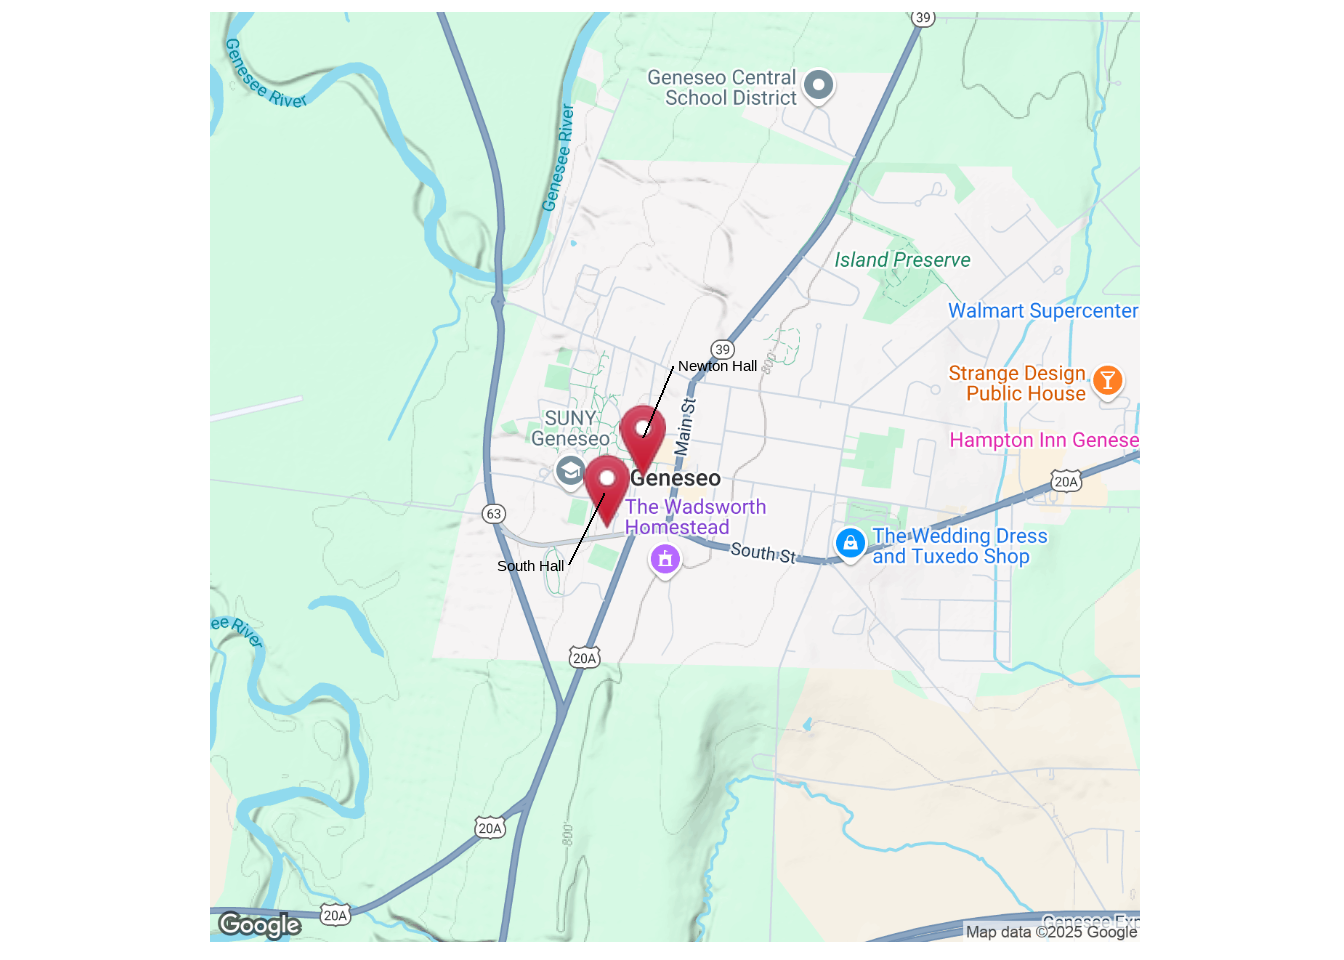 39
Genesee River
Geneseo Central
School District
Genesee River
Island Preserve
Walmart Supercenter
39
800'
Newton Hall
Strange Design
Public House
Main St
SUNY
Geneseo
Hampton Inn Genese
Geneseo
20A
63
The Wadsworth
Homestead
South St
The Wedding Dress
and Tuxedo Shop
South Hall
ee River
20A
20A
800'
20A
Google
Genesee Exp
Map data ©2025 Google